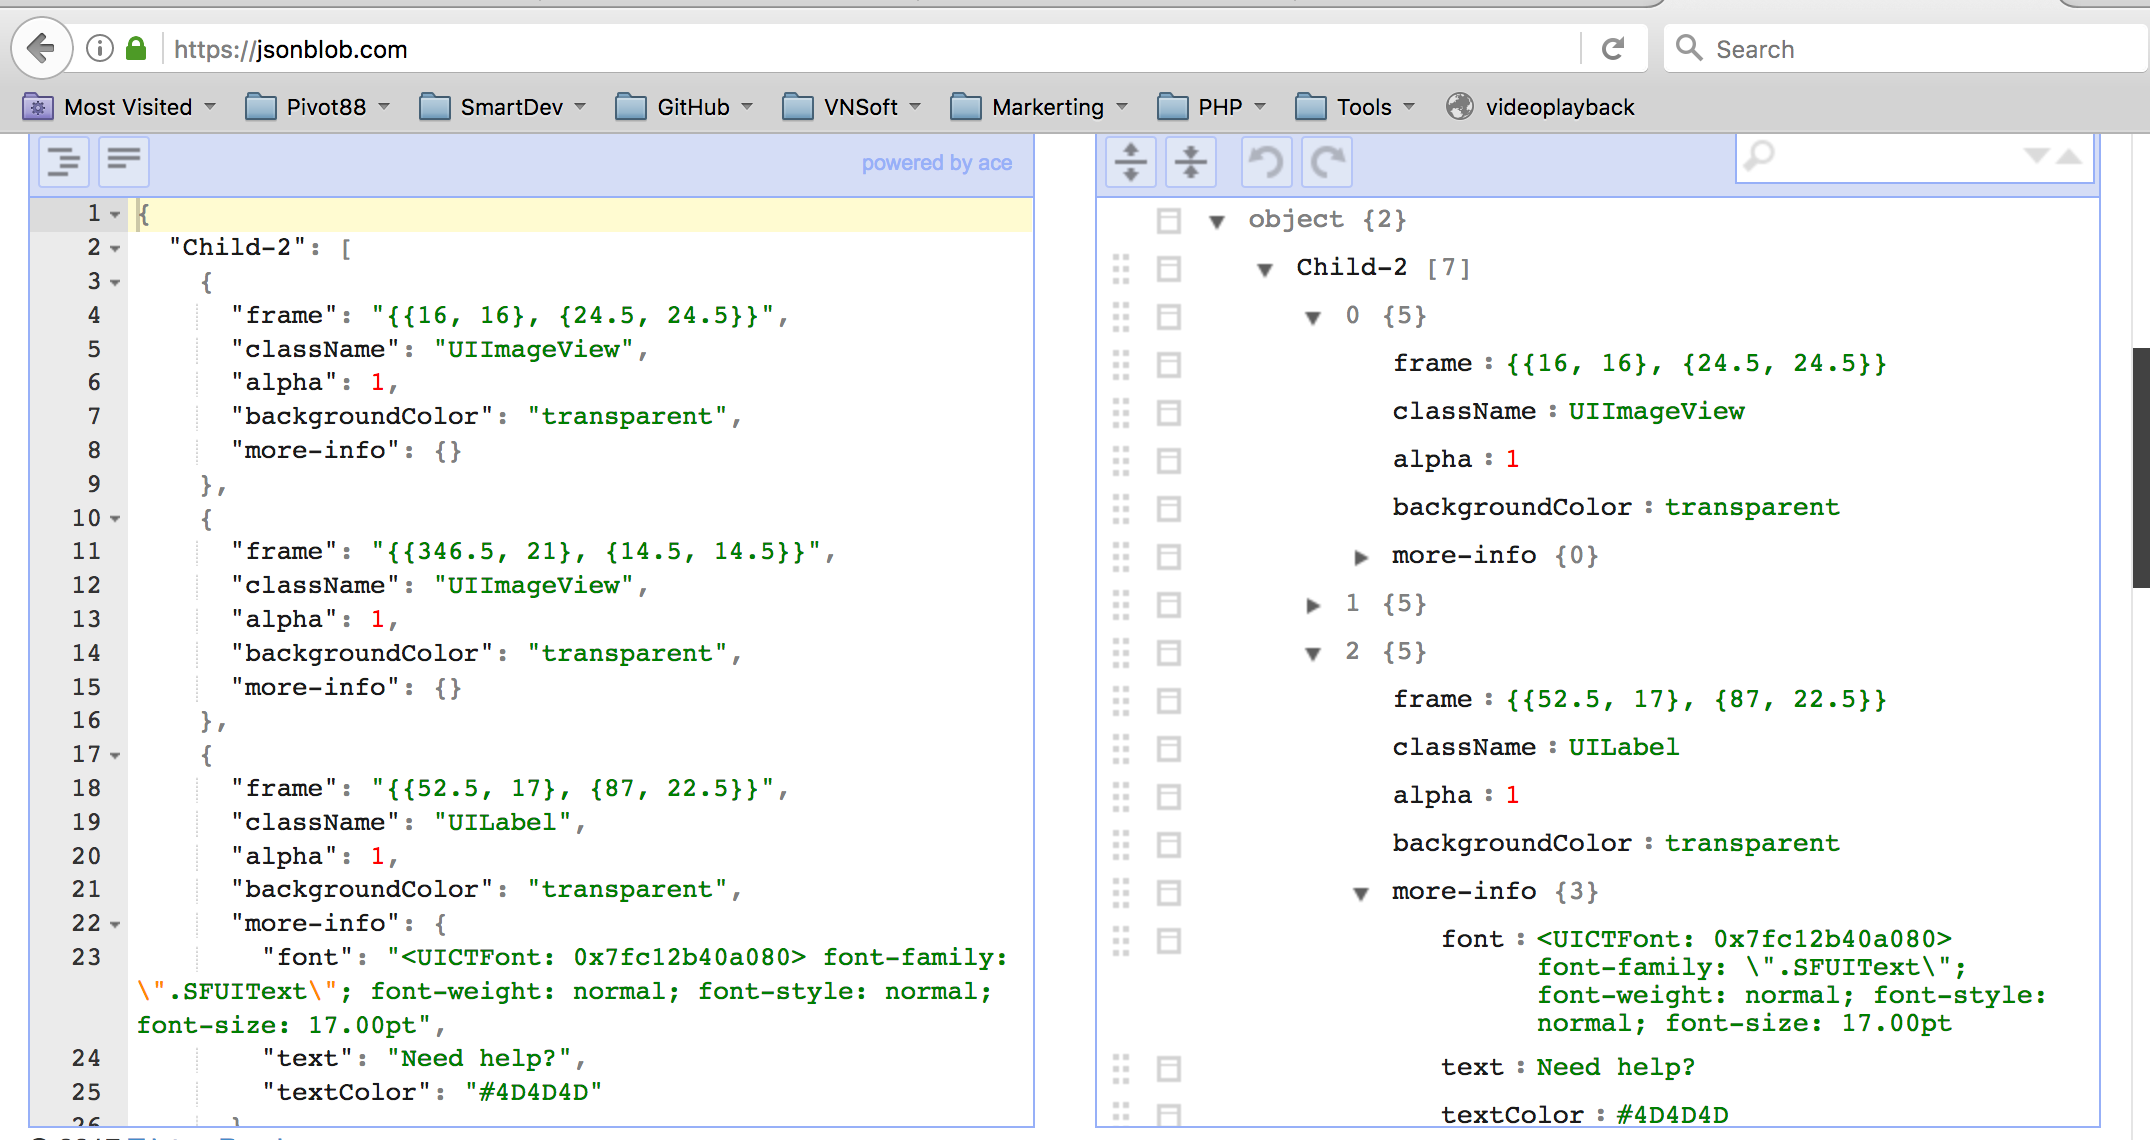 https://jsonblob.com
Search
Most Visited Pivot88 SmartDev GitHub VNSoft Markerting PHP Tools videoplayback
powered by ace
1 {
2 "Child-2": [
3 {
4 "frame": "{{16, 16}, {24.5, 24.5}}",
5 "className": "UIImageView",
6 "alpha": 1,
7 "backgroundColor": "transparent",
8 "more-info": {}
9 },
10 {
11 "frame": "{{346.5, 21}, {14.5, 14.5}}",
12 "className": "UIImageView",
13 "alpha": 1,
14 "backgroundColor": "transparent",
15 "more-info": {}
16 },
17 {
18 "frame": "{{52.5, 17}, {87, 22.5}}",
19 "className": "UILabel",
20 "alpha": 1,
21 "backgroundColor": "transparent",
22 "more-info": {
23 "font": "<UICTFont: 0x7fc12b40a080> font-family:
\".SFUIText\"; font-weight: normal; font-style: normal;
font-size: 17.00pt",
24 "text": "Need help?",
25 "textColor": "#4D4D4D"
26 }
object {2}
Child-2 [7]
0 {5}
frame : {{16, 16}, {24.5, 24.5}}
className : UIImageView
alpha : 1
backgroundColor : transparent
more-info {0}
1 {5}
2 {5}
frame : {{52.5, 17}, {87, 22.5}}
className : UILabel
alpha : 1
backgroundColor : transparent
more-info {3}
font : <UICTFont: 0x7fc12b40a080>
font-family: \".SFUIText\";
font-weight: normal; font-style:
normal; font-size: 17.00pt
text : Need help?
textColor : #4D4D4D